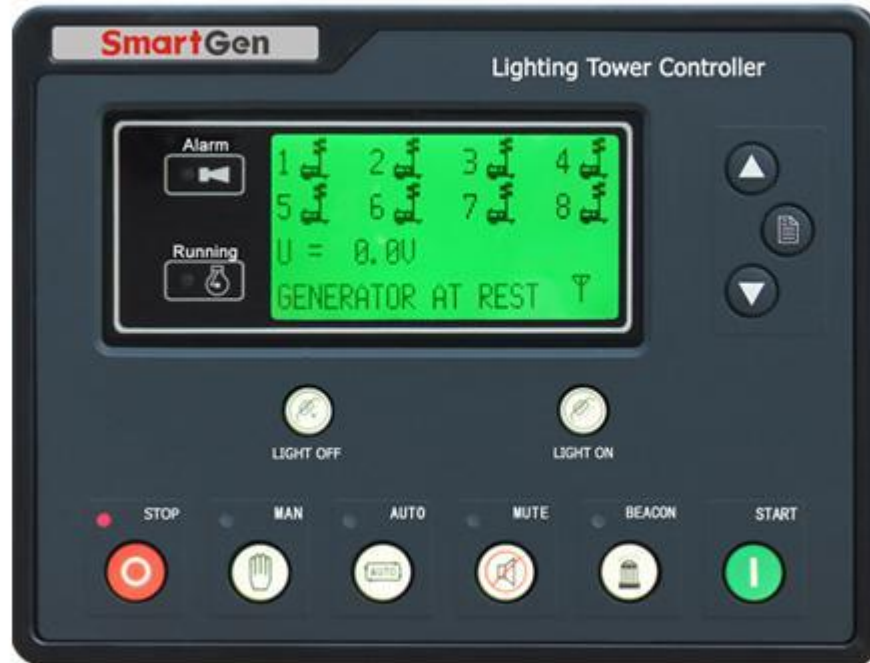 SmartGen
Lighting Tower Controller
Alarm
1 2 3 4
5 6 7 8
Running
U = 0.0V
GENERATOR AT REST
LIGHT OFF
LIGHT ON
STOP
MAN
AUTO
MUTE
BEACON
START
AUTO